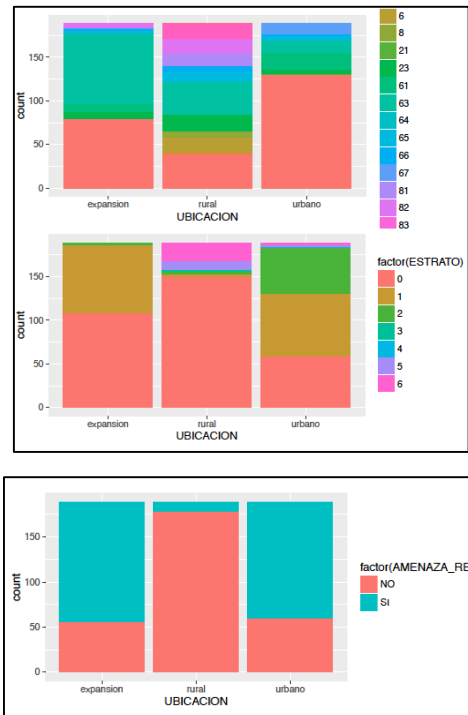 150
100
50
0
count
expansion rural urbano
UBICACION
6
8
21
23
61
63
64
65
66
67
81
82
83
150
100
50
0
count
expansion rural urbano
UBICACION
factor(ESTRATO)
0
1
2
3
4
5
6
150
100
50
0
count
expansion rural urbano
UBICACION
factor(AMENAZA_RE
NO
SI